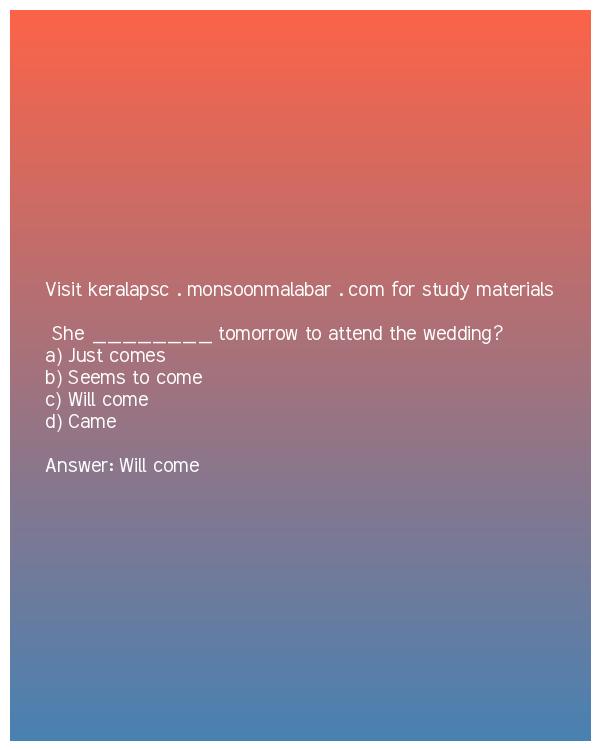 Visit keralapsc . monsoonmalabar . com for study materials
She ________ tomorrow to attend the wedding?
a) Just comes
b) Seems to come
c) Will come
d) Came
Answer: Will come